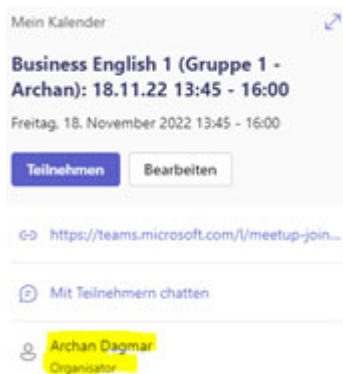 Mein Kalender
Business English 1 (Gruppe 1 -
Archan): 18.11.22 13:45 - 16:00
Freitag, 18. November 2022 13:45 - 16:00
Teilnehmen Bearbeiten
https://teams.microsoft.com/l/meetup-join...
Mit Teilnehmern chatten
Archan Dagmar
Organisator